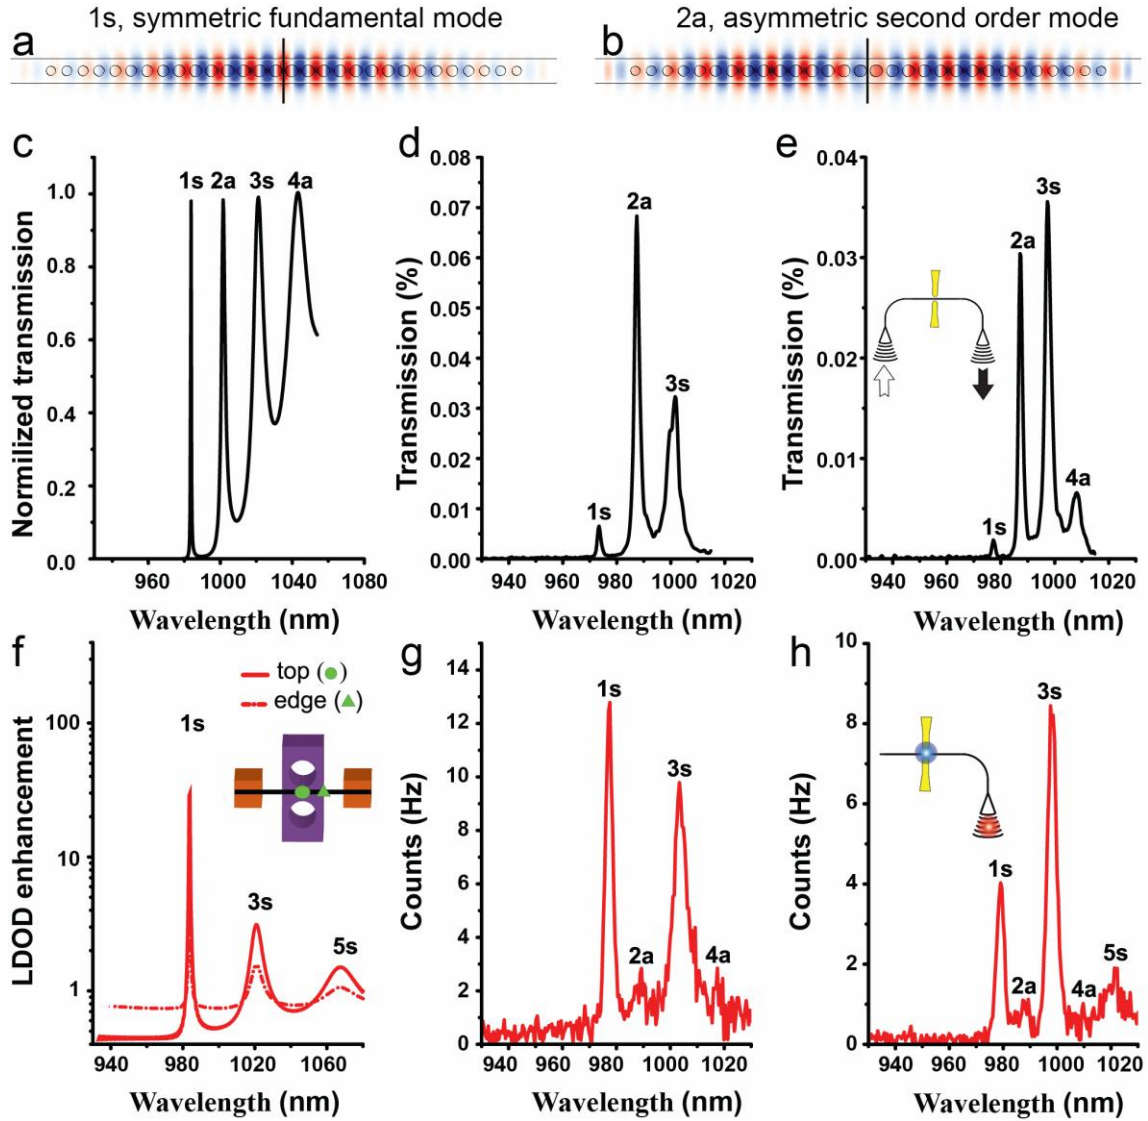 1s, symmetric fundamental mode
2a, asymmetric second order mode
a
b
c
Normilized transmission
1.0
0.8
0.6
0.4
0.2
0.0
1s 2a 3s 4a
960 1000 1040 1080
Wavelength (nm)
d
Transmission (%)
0.08
0.07
0.06
0.05
0.04
0.03
0.02
0.01
0.00
1s
2a
3s
940 960 980 1000 1020
Wavelength (nm)
e
Transmission (%)
0.04
0.03
0.02
0.01
0.00
1s
2a
3s
4a
940 960 980 1000 1020
Wavelength (nm)
f
LDOD enhancement
100
10
1
top (●)
edge (▲)
1s
3s
5s
940 980 1020 1060
Wavelength (nm)
g
Counts (Hz)
14
12
10
8
6
4
2
0
1s
2a
3s
4a
940 960 980 1000 1020
Wavelength (nm)
h
Counts (Hz)
10
8
6
4
2
0
1s
2a
3s
4a
5s
940 960 980 1000 1020
Wavelength (nm)